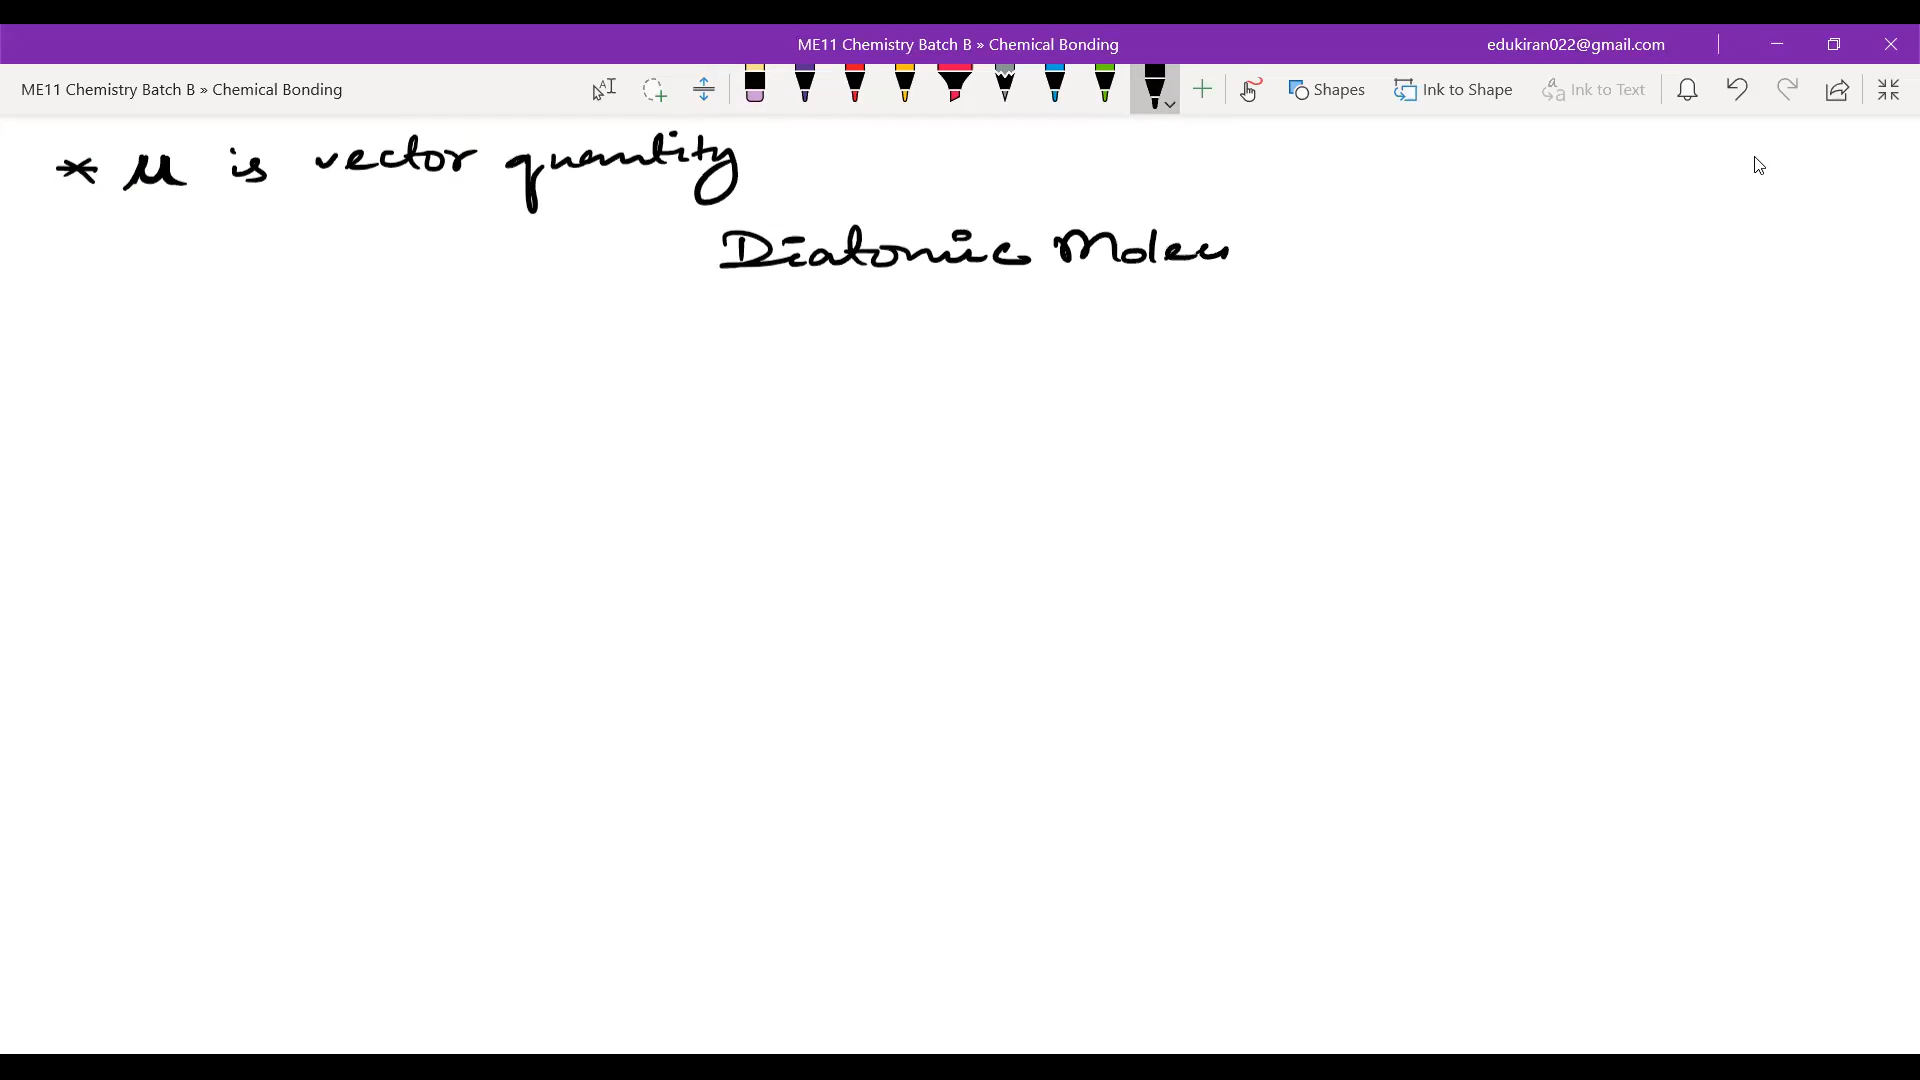 ME11 Chemistry Batch B » Chemical Bonding
edukiran022@gmail.com
ME11 Chemistry Batch B » Chemical Bonding
Shapes
Ink to Shape
Ink to Text
* μ is vector quantity
Diatomic Molecu